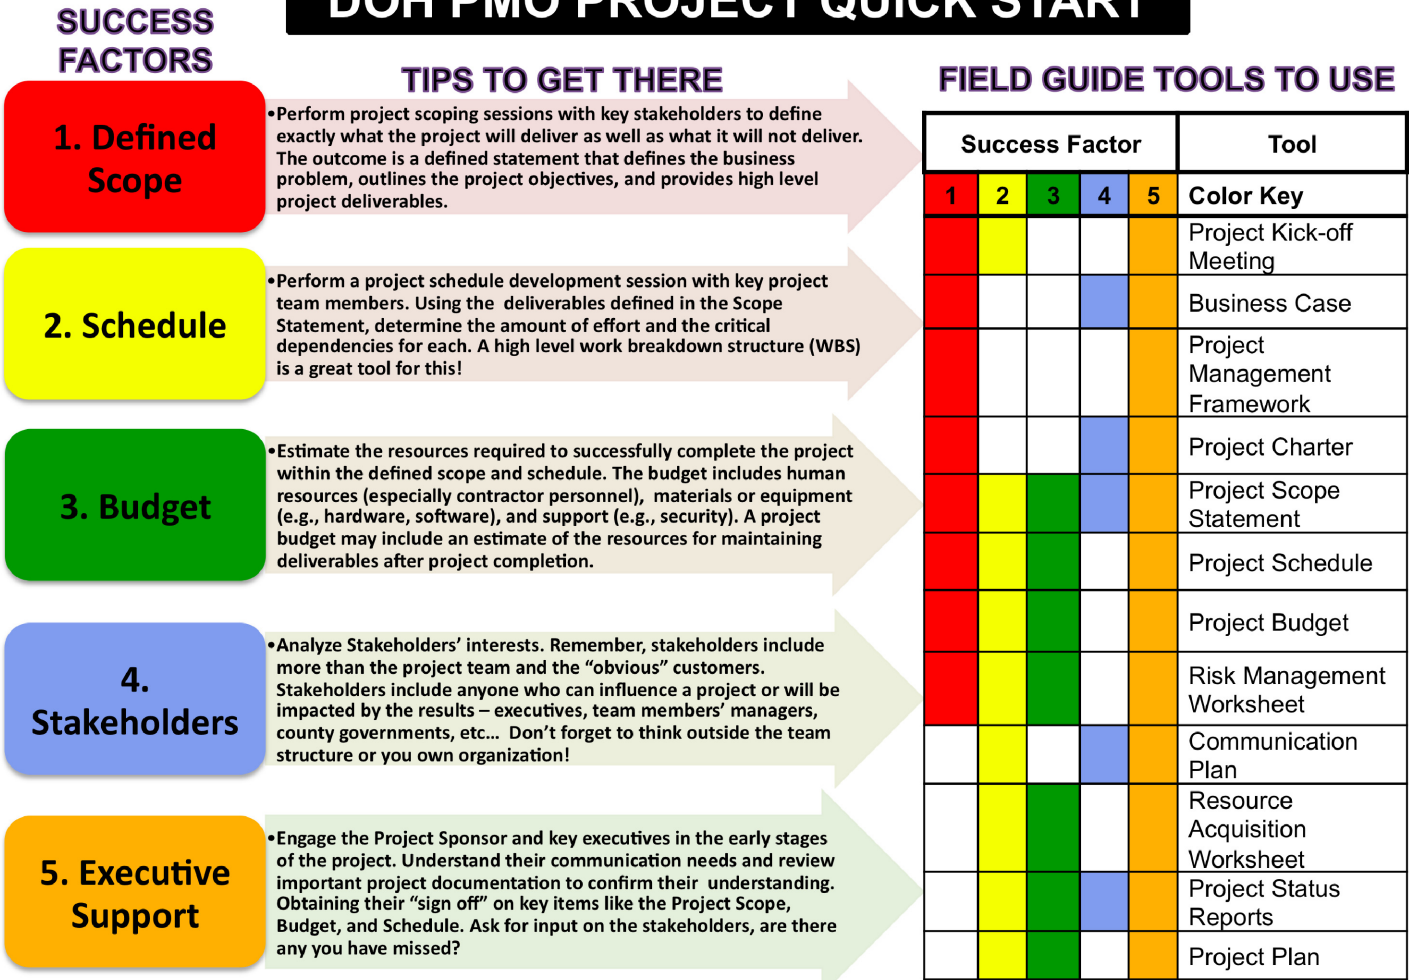 DOH PMO PROJECT QUICK START
SUCCESS
FACTORS
TIPS TO GET THERE
FIELD GUIDE TOOLS TO USE
1. Defined
Scope
•Perform project scoping sessions with key stakeholders to define
exactly what the project will deliver as well as what it will not deliver.
The outcome is a defined statement that defines the business
problem, outlines the project objectives, and provides high level
project deliverables.
2. Schedule
•Perform a project schedule development session with key project
team members. Using the  deliverables defined in the Scope
Statement, determine the amount of effort and the critical
dependencies for each. A high level work breakdown structure (WBS)
is a great tool for this!
3. Budget
•Estimate the resources required to successfully complete the project
within the defined scope and schedule. The budget includes human
resources (especially contractor personnel),  materials or equipment
(e.g., hardware, software), and support (e.g., security). A project
budget may include an estimate of the resources for maintaining
deliverables after project completion.
4.
Stakeholders
•Analyze Stakeholders’ interests. Remember, stakeholders include
more than the project team and the “obvious” customers.
Stakeholders include anyone who can influence a project or will be
impacted by the results – executives, team members’ managers,
county governments, etc…  Don’t forget to think outside the team
structure or you own organization!
5. Executive
Support
•Engage the Project Sponsor and key executives in the early stages
of the project. Understand their communication needs and review
important project documentation to confirm their  understanding.
Obtaining their “sign off” on key items like the Project Scope,
Budget, and Schedule. Ask for input on the stakeholders, are there
any you have missed?
Success Factor Tool
1 2 3 4 5 Color Key
Project Kick-off
Meeting
Business Case
Project
Management
Framework
Project Charter
Project Scope
Statement
Project Schedule
Project Budget
Risk Management
Worksheet
Communication
Plan
Resource
Acquisition
Worksheet
Project Status
Reports
Project Plan